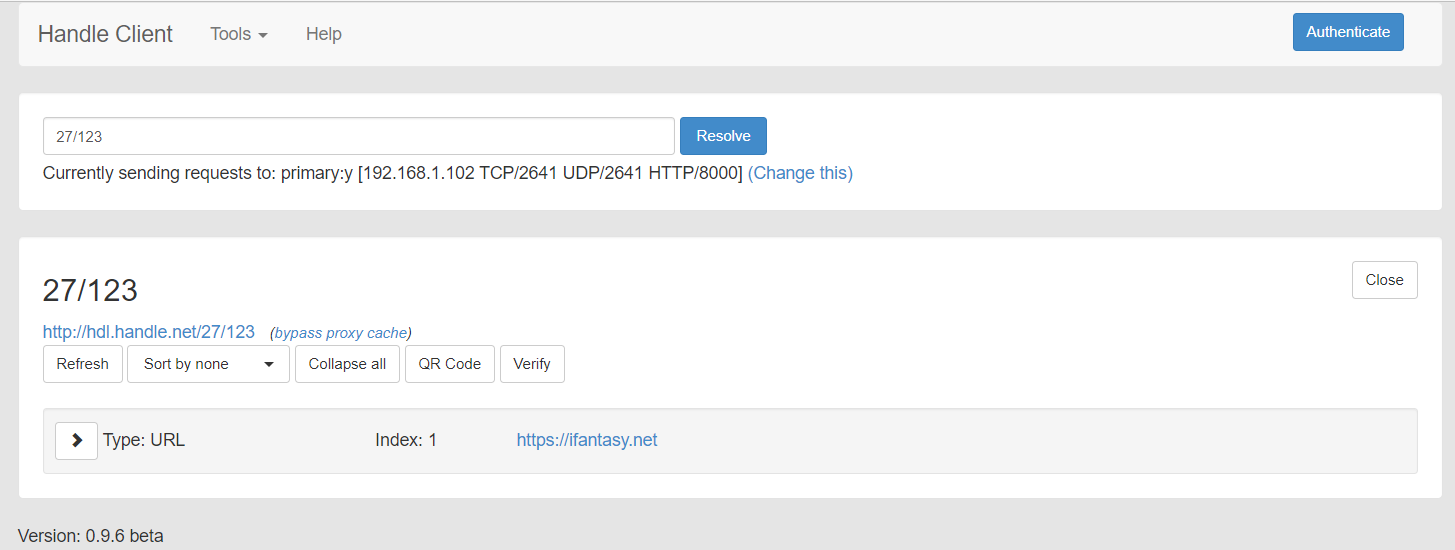 Handle Client Tools Help Authenticate
27/123 Resolve
Currently sending requests to: primary:y [192.168.1.102 TCP/2641 UDP/2641 HTTP/8000] (Change this)
27/123 Close
http://hdl.handle.net/27/123 (bypass proxy cache)
Refresh Sort by none Collapse all QR Code Verify
Type: URL Index: 1 https://ifantasy.net
Version: 0.9.6 beta